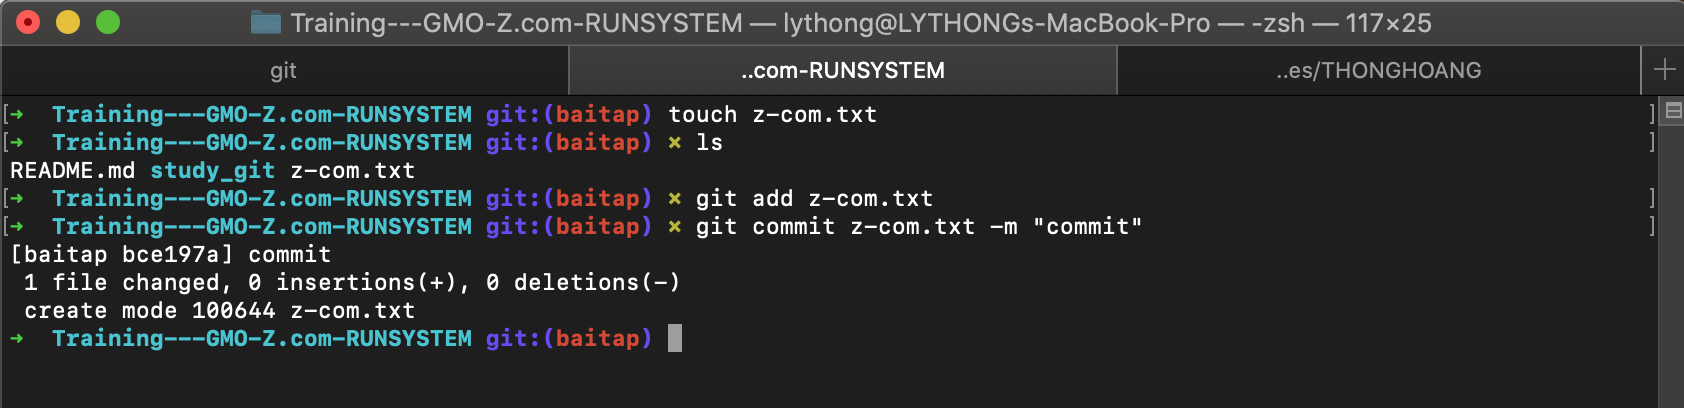 Training---GMO-Z.com-RUNSYSTEM — lythong@LYTHONGs-MacBook-Pro — -zsh — 117×25
git ..com-RUNSYSTEM ..es/THONGHOANG +
[➜ Training---GMO-Z.com-RUNSYSTEM git:(baitap) touch z-com.txt ]
[➜ Training---GMO-Z.com-RUNSYSTEM git:(baitap) × ls ]
README.md study_git z-com.txt
[➜ Training---GMO-Z.com-RUNSYSTEM git:(baitap) × git add z-com.txt ]
[➜ Training---GMO-Z.com-RUNSYSTEM git:(baitap) × git commit z-com.txt -m "commit" ]
[baitap bce197a] commit
 1 file changed, 0 insertions(+), 0 deletions(-)
 create mode 100644 z-com.txt
➜ Training---GMO-Z.com-RUNSYSTEM git:(baitap)